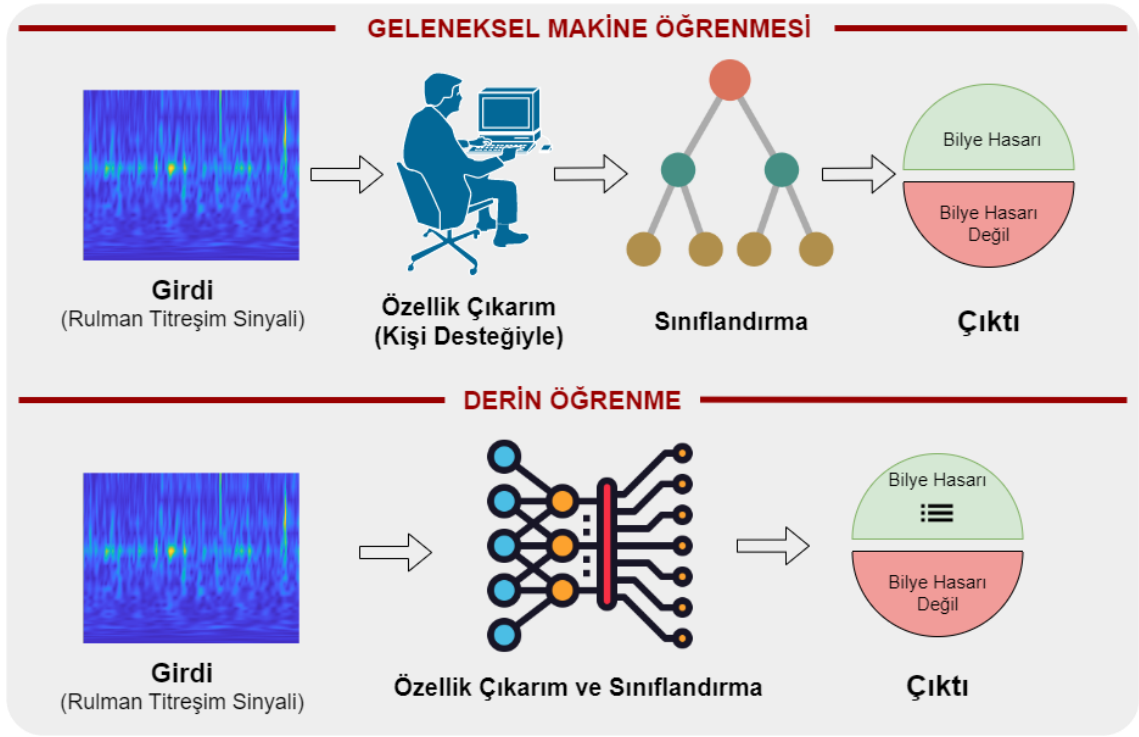 GELENEKSEL MAKİNE ÖĞRENMESİ
Bilye Hasarı
Bilye Hasarı
Değil
Girdi
(Rulman Titreşim Sinyali)
Özellik Çıkarım
(Kişi Desteğiyle)
Sınıflandırma
Çıktı
DERİN ÖĞRENME
Bilye Hasarı
Bilye Hasarı
Değil
Girdi
(Rulman Titreşim Sinyali)
Özellik Çıkarım ve Sınıflandırma
Çıktı